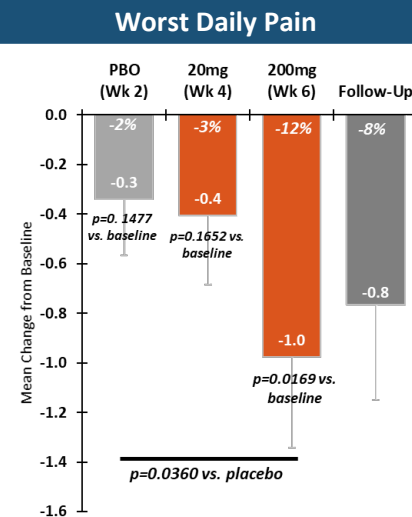 Worst Daily Pain
PBO
(Wk 2)
20mg
(Wk 4)
200mg
(Wk 6)
Follow-Up
Mean Change from Baseline
0.0
-0.2
-0.4
-0.6
-0.8
-1.0
-1.2
-1.4
-1.6
-2%
-3%
-12%
-8%
-0.3
-0.4
-1.0
-0.8
p=0. 1477
vs. baseline
p=0.1652 vs.
baseline
p=0.0169 vs.
baseline
p=0.0360 vs. placebo